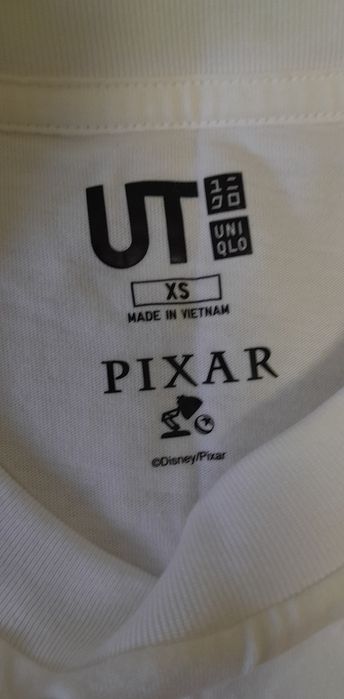 UT ユニ
クロ
UNI
QLO
XS
MADE IN VIETNAM
PIXAR
©Disney/Pixar